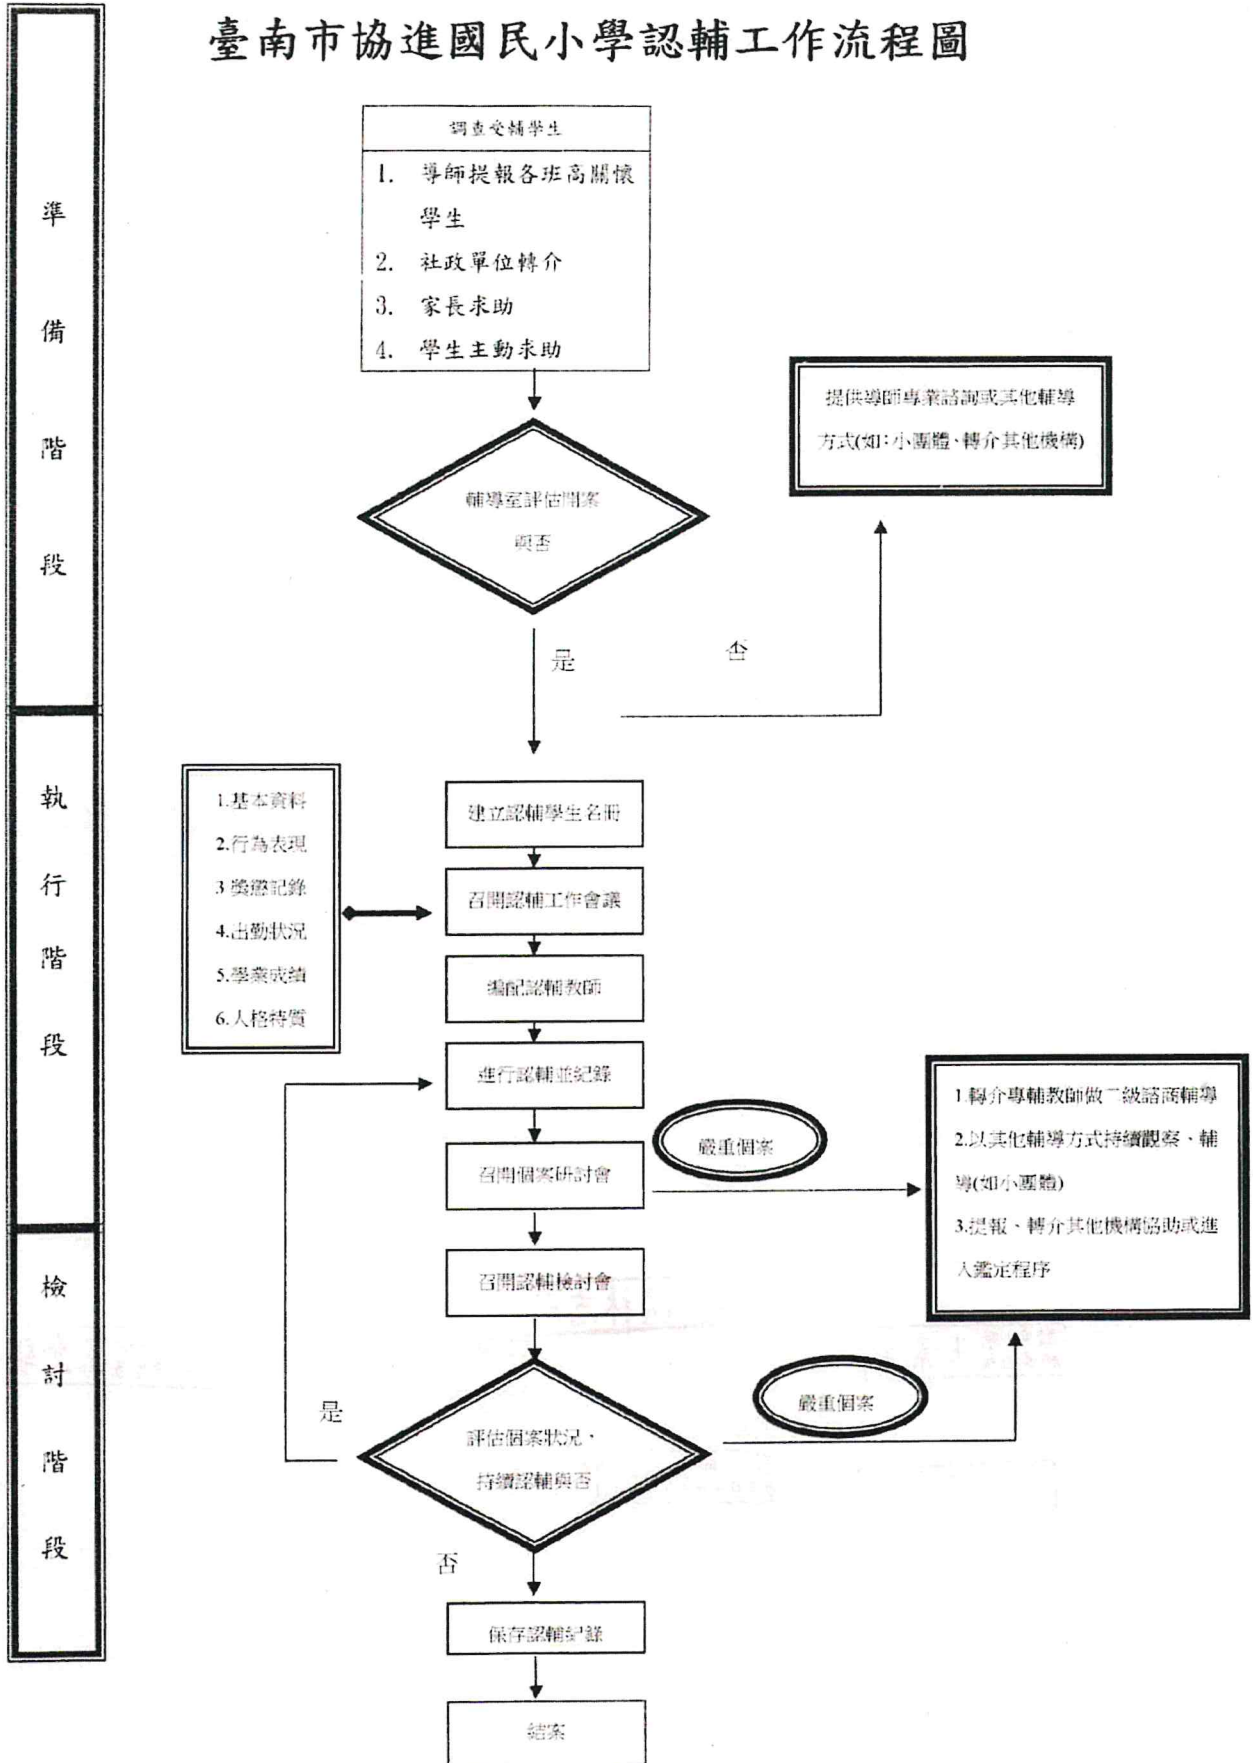 臺南市協進國民小學認輔工作流程圖
準備階段
調查受輔學生
1. 導師提報各班高關懷
學生
2. 社政單位轉介
3. 家長求助
4. 學生主動求助
提供導師專業諮詢或其他輔導
方式(如:小團體、轉介其他機構)
輔導室評估開案
與否
是
否
執行階段
1.基本資料
2.行為表現
3 獎懲記錄
4.出勤狀況
5.學業成績
6.人格特質
建立認輔學生名冊
召開認輔工作會議
編配認輔教師
進行認輔並紀錄
召開個案研討會
嚴重個案
1.轉介專輔教師做二級諮商輔導
2.以其他輔導方式持續觀察、輔
導(如小團體)
3.提報、轉介其他機構協助或進
入鑑定程序
檢討階段
召開認輔檢討會
嚴重個案
是
評估個案狀況,
持續認輔與否
否
保存認輔紀錄
結案